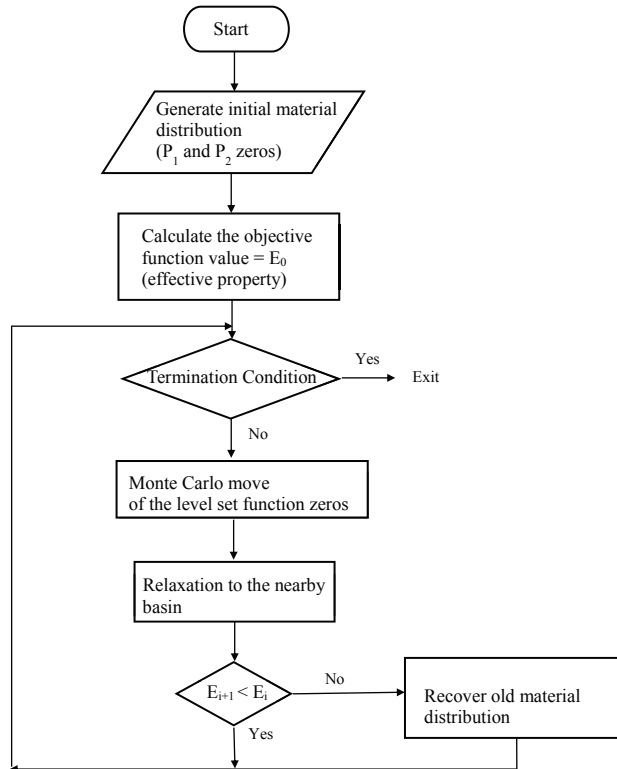 Start
Generate initial material
distribution
(P₁ and P₂ zeros)
Calculate the objective
function value = E₀
(effective property)
Termination Condition
Yes
Exit
No
Monte Carlo move
of the level set function zeros
Relaxation to the nearby
basin
Eᵢ₊₁ < Eᵢ
No
Recover old material
distribution
Yes